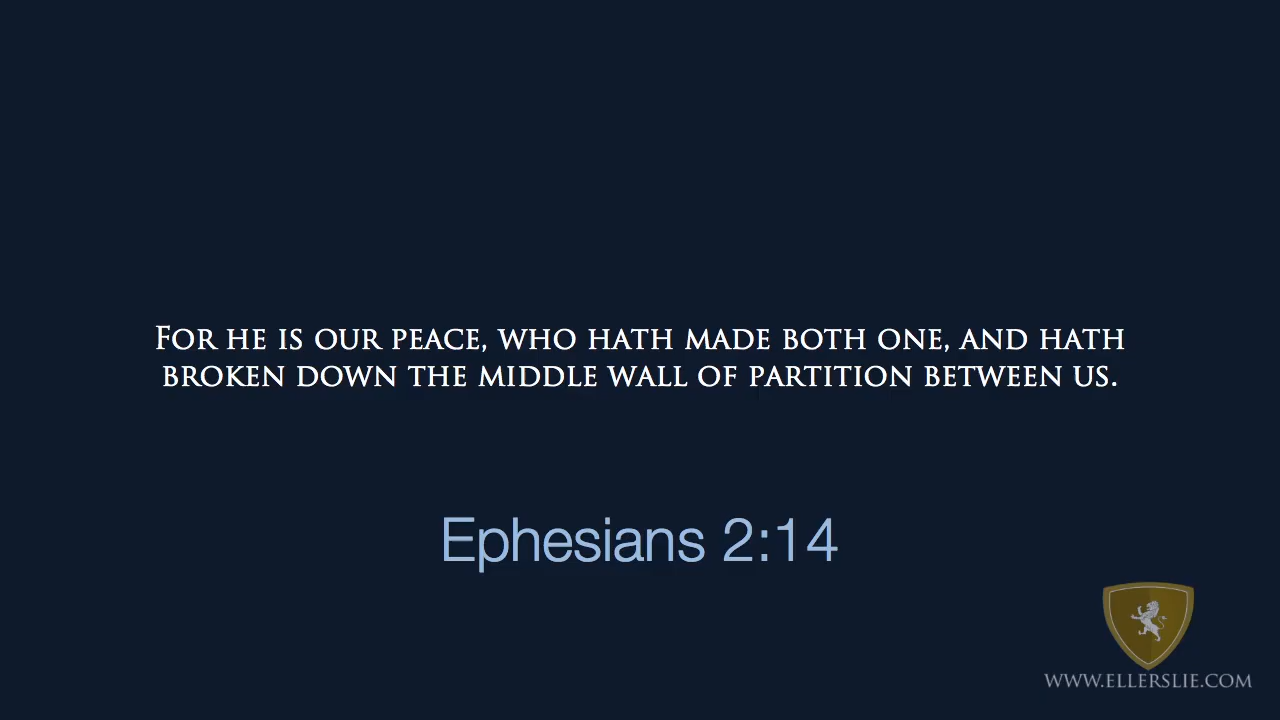 For he is our peace, who hath made both one, and hath
broken down the middle wall of partition between us.
Ephesians 2:14
www.ellerslie.com